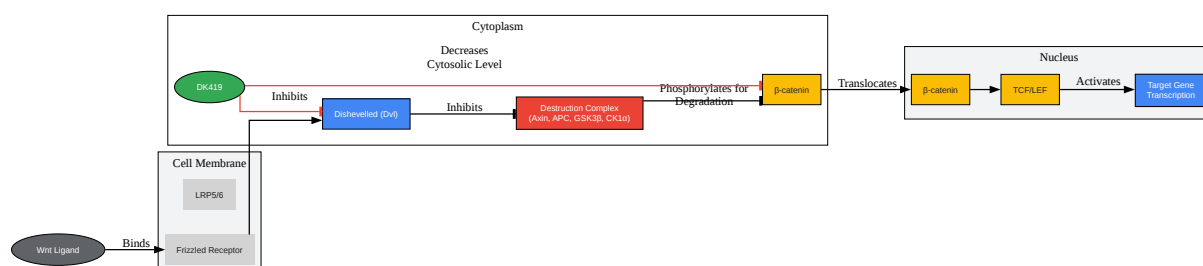 Cytoplasm
Decreases
Cytosolic Level
Nucleus
DK419
Inhibits
Dishevelled (Dvl)
Inhibits
Destruction Complex
(Axin, APC, GSK3β, CK1α)
Phosphorylates for
Degradation
β-catenin
Translocates
β-catenin
TCF/LEF
Activates
Target Gene
Transcription
Cell Membrane
LRP5/6
Wnt Ligand
Binds
Frizzled Receptor